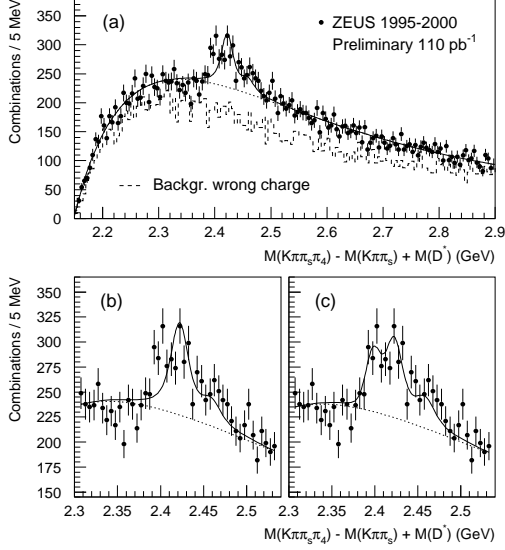 (a)
ZEUS 1995-2000
Preliminary 110 pb⁻¹
Combinations / 5 MeV
350
300
250
200
150
100
50
0
Backgr. wrong charge
2.2 2.3 2.4 2.5 2.6 2.7 2.8 2.9
M(Kππₛπ₄) - M(Kππₛ) + M(D*) (GeV)
(b) (c)
Combinations / 5 MeV
350
325
300
275
250
225
200
175
150
2.3 2.35 2.4 2.45 2.5 2.3 2.35 2.4 2.45 2.5
M(Kππₛπ₄) - M(Kππₛ) + M(D*) (GeV)